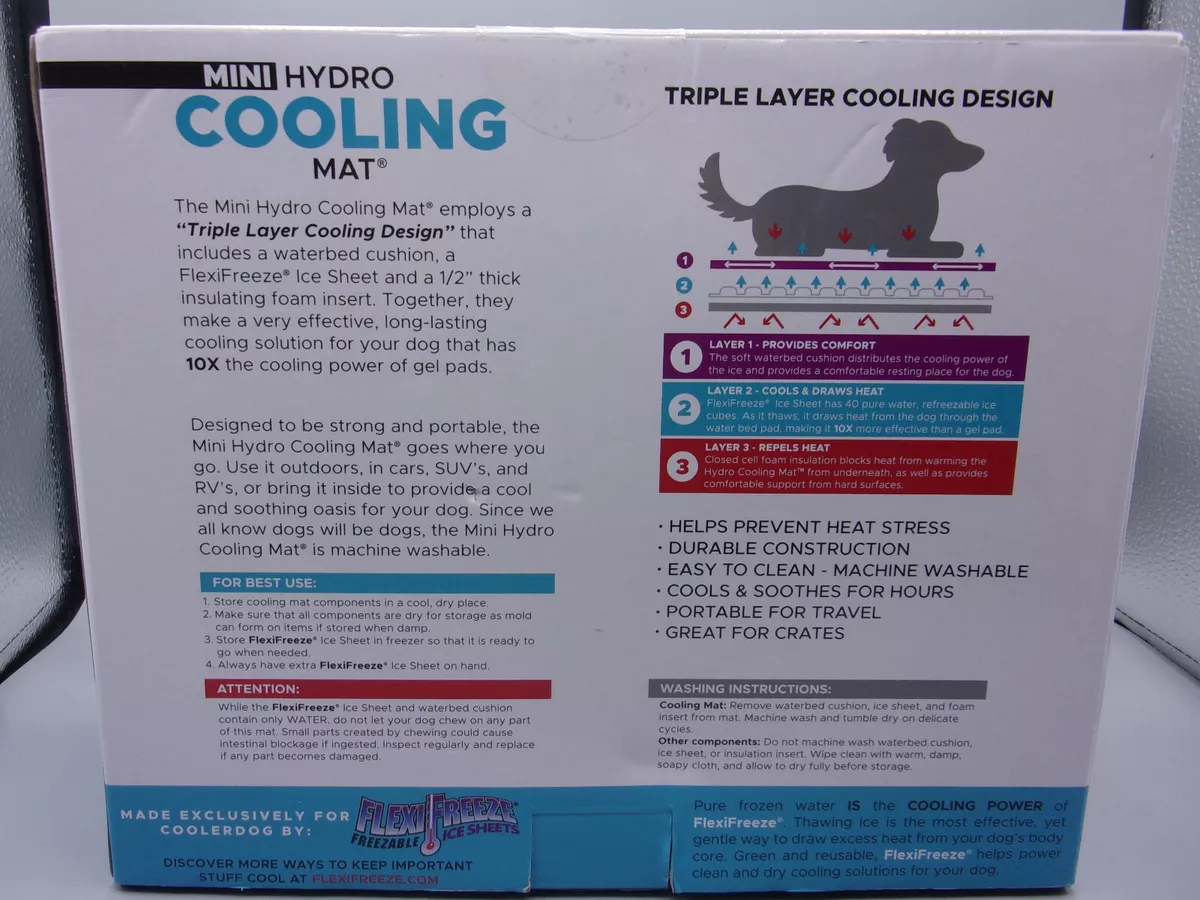 MINI HYDRO
COOLING
MAT®
The Mini Hydro Cooling Mat® employs a
“Triple Layer Cooling Design” that
includes a waterbed cushion, a
FlexiFreeze® Ice Sheet and a 1/2” thick
insulating foam insert. Together, they
make a very effective, long-lasting
cooling solution for your dog that has
10X the cooling power of gel pads.
Designed to be strong and portable, the
Mini Hydro Cooling Mat® goes where you
go. Use it outdoors, in cars, SUV's, and
RV's, or bring it inside to provide a cool
and soothing oasis for your dog. Since we
all know dogs will be dogs, the Mini Hydro
Cooling Mat® is machine washable.
FOR BEST USE:
1. Store cooling mat components in a cool, dry place.
2. Make sure that all components are dry for storage as mold
can form on items if stored when damp.
3. Store FlexiFreeze® Ice Sheet in freezer so that it is ready to
go when needed.
4. Always have extra FlexiFreeze® Ice Sheet on hand.
ATTENTION:
While the FlexiFreeze® Ice Sheet and waterbed cushion
contain only WATER, do not let your dog chew on any part
of this mat. Small parts created by chewing could cause
intestinal blockage if ingested. Inspect regularly and replace
if any part becomes damaged.
TRIPLE LAYER COOLING DESIGN
1
2
3
1 LAYER 1 - PROVIDES COMFORT
The soft waterbed cushion distributes the cooling power of
the ice and provides a comfortable resting place for the dog.
2 LAYER 2 - COOLS & DRAWS HEAT
FlexiFreeze® Ice Sheet has 40 pure water, refreezable ice
cubes. As it thaws, it draws heat from the dog through the
water bed pad, making it 10X more effective than a gel pad.
3 LAYER 3 - REPELS HEAT
Closed cell foam insulation blocks heat from warming the
Hydro Cooling Mat™ from underneath, as well as provides
comfortable support from hard surfaces.
· HELPS PREVENT HEAT STRESS
· DURABLE CONSTRUCTION
· EASY TO CLEAN - MACHINE WASHABLE
· COOLS & SOOTHES FOR HOURS
· PORTABLE FOR TRAVEL
· GREAT FOR CRATES
WASHING INSTRUCTIONS:
Cooling Mat: Remove waterbed cushion, ice sheet, and foam
insert from mat. Machine wash and tumble dry on delicate
cycles.
Other components: Do not machine wash waterbed cushion,
ice sheet, or insulation insert. Wipe clean with warm, damp,
soapy cloth, and allow to dry fully before storage.
MADE EXCLUSIVELY FOR
COOLERDOG BY:
FLEXIFREEZE®
FREEZABLE ICE SHEETS
DISCOVER MORE WAYS TO KEEP IMPORTANT
STUFF COOL AT FLEXIFREEZE.COM
Pure frozen water IS the COOLING POWER of
FlexiFreeze®. Thawing ice is the most effective, yet
gentle way to draw excess heat from your dog's body
core. Green and reusable, FlexiFreeze® helps power
clean and dry cooling solutions for your dog.